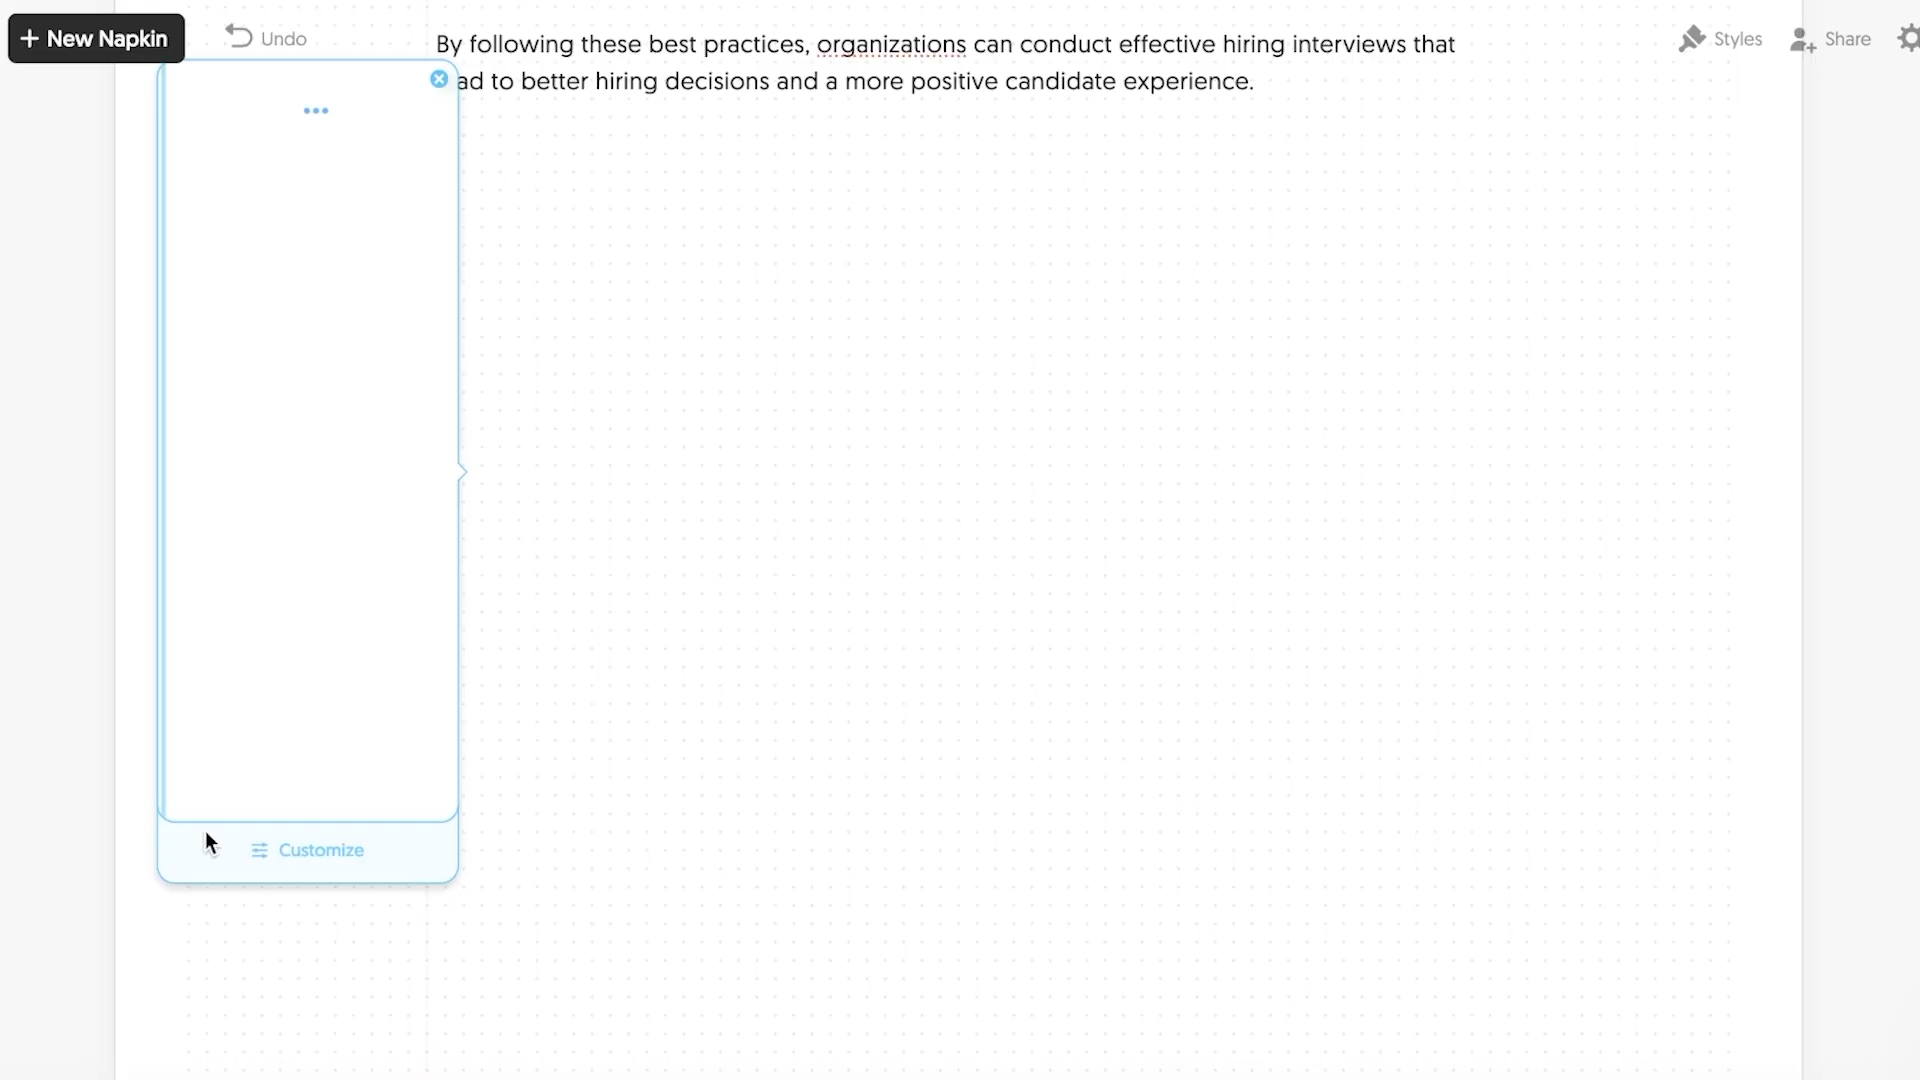 New Napkin
Undo
Styles
Share
By following these best practices, organizations can conduct effective hiring interviews that
ad to better hiring decisions and a more positive candidate experience.
Customize